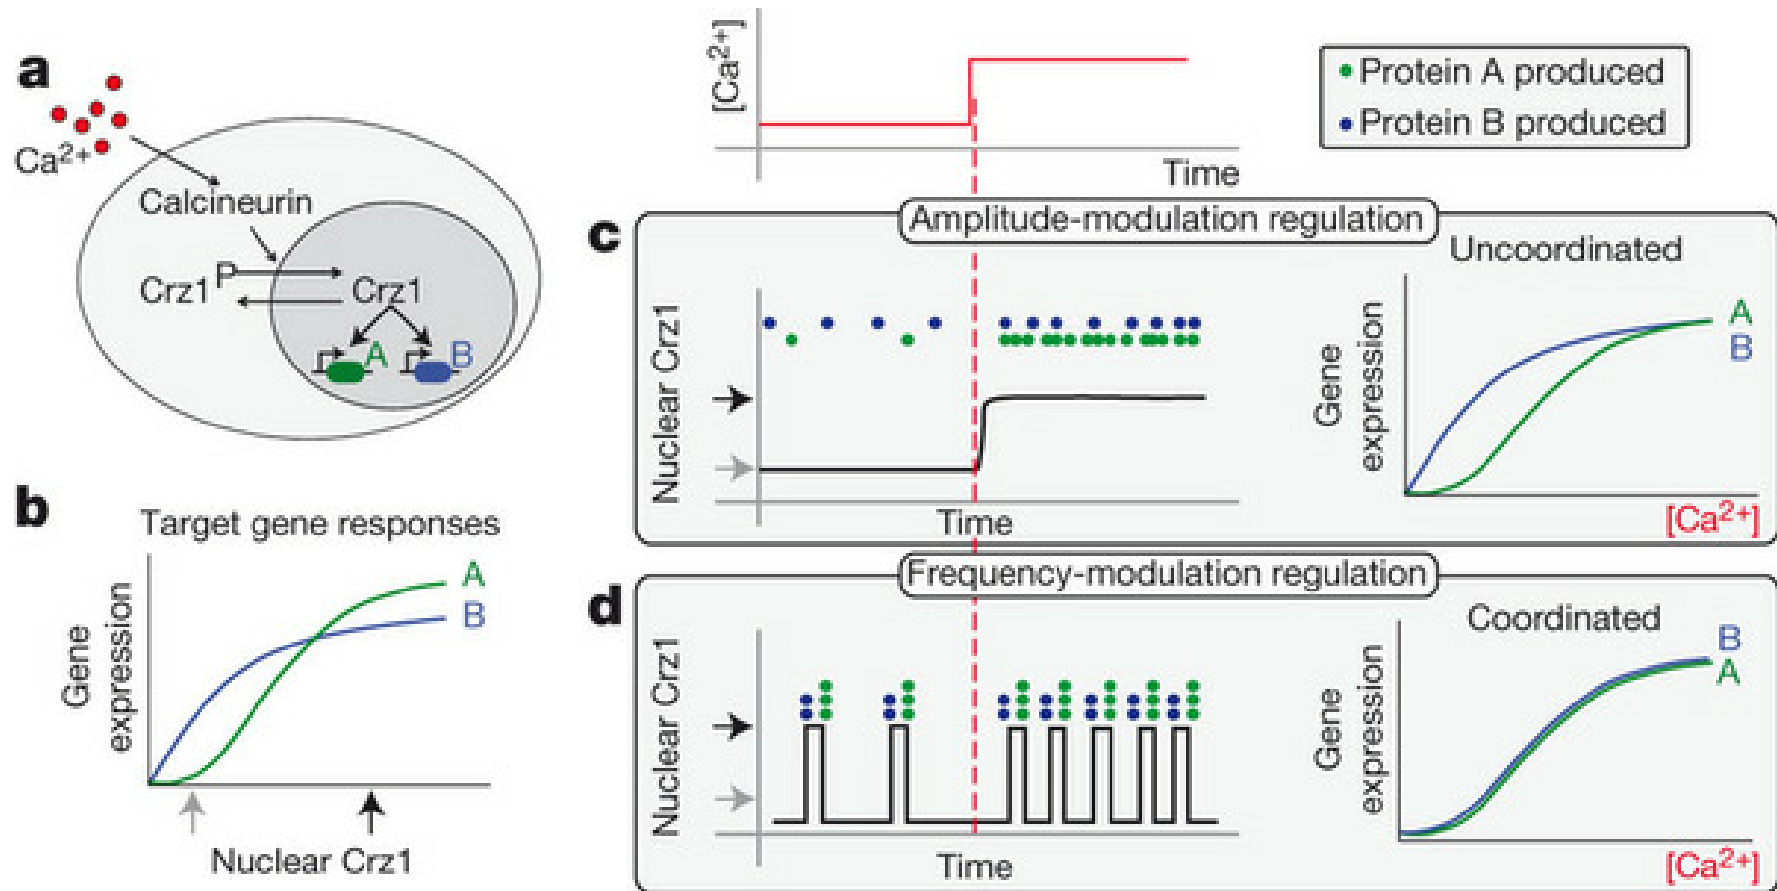 a
Ca2+
Calcineurin
Crz1P
Crz1
A
B
b
Target gene responses
Gene
expression
A
B
Nuclear Crz1
[Ca2+]
Time
Protein A produced
Protein B produced
c
Amplitude-modulation regulation
Uncoordinated
Nuclear Crz1
Time
Gene
expression
A
B
[Ca2+]
d
Frequency-modulation regulation
Coordinated
Nuclear Crz1
Time
Gene
expression
B
A
[Ca2+]